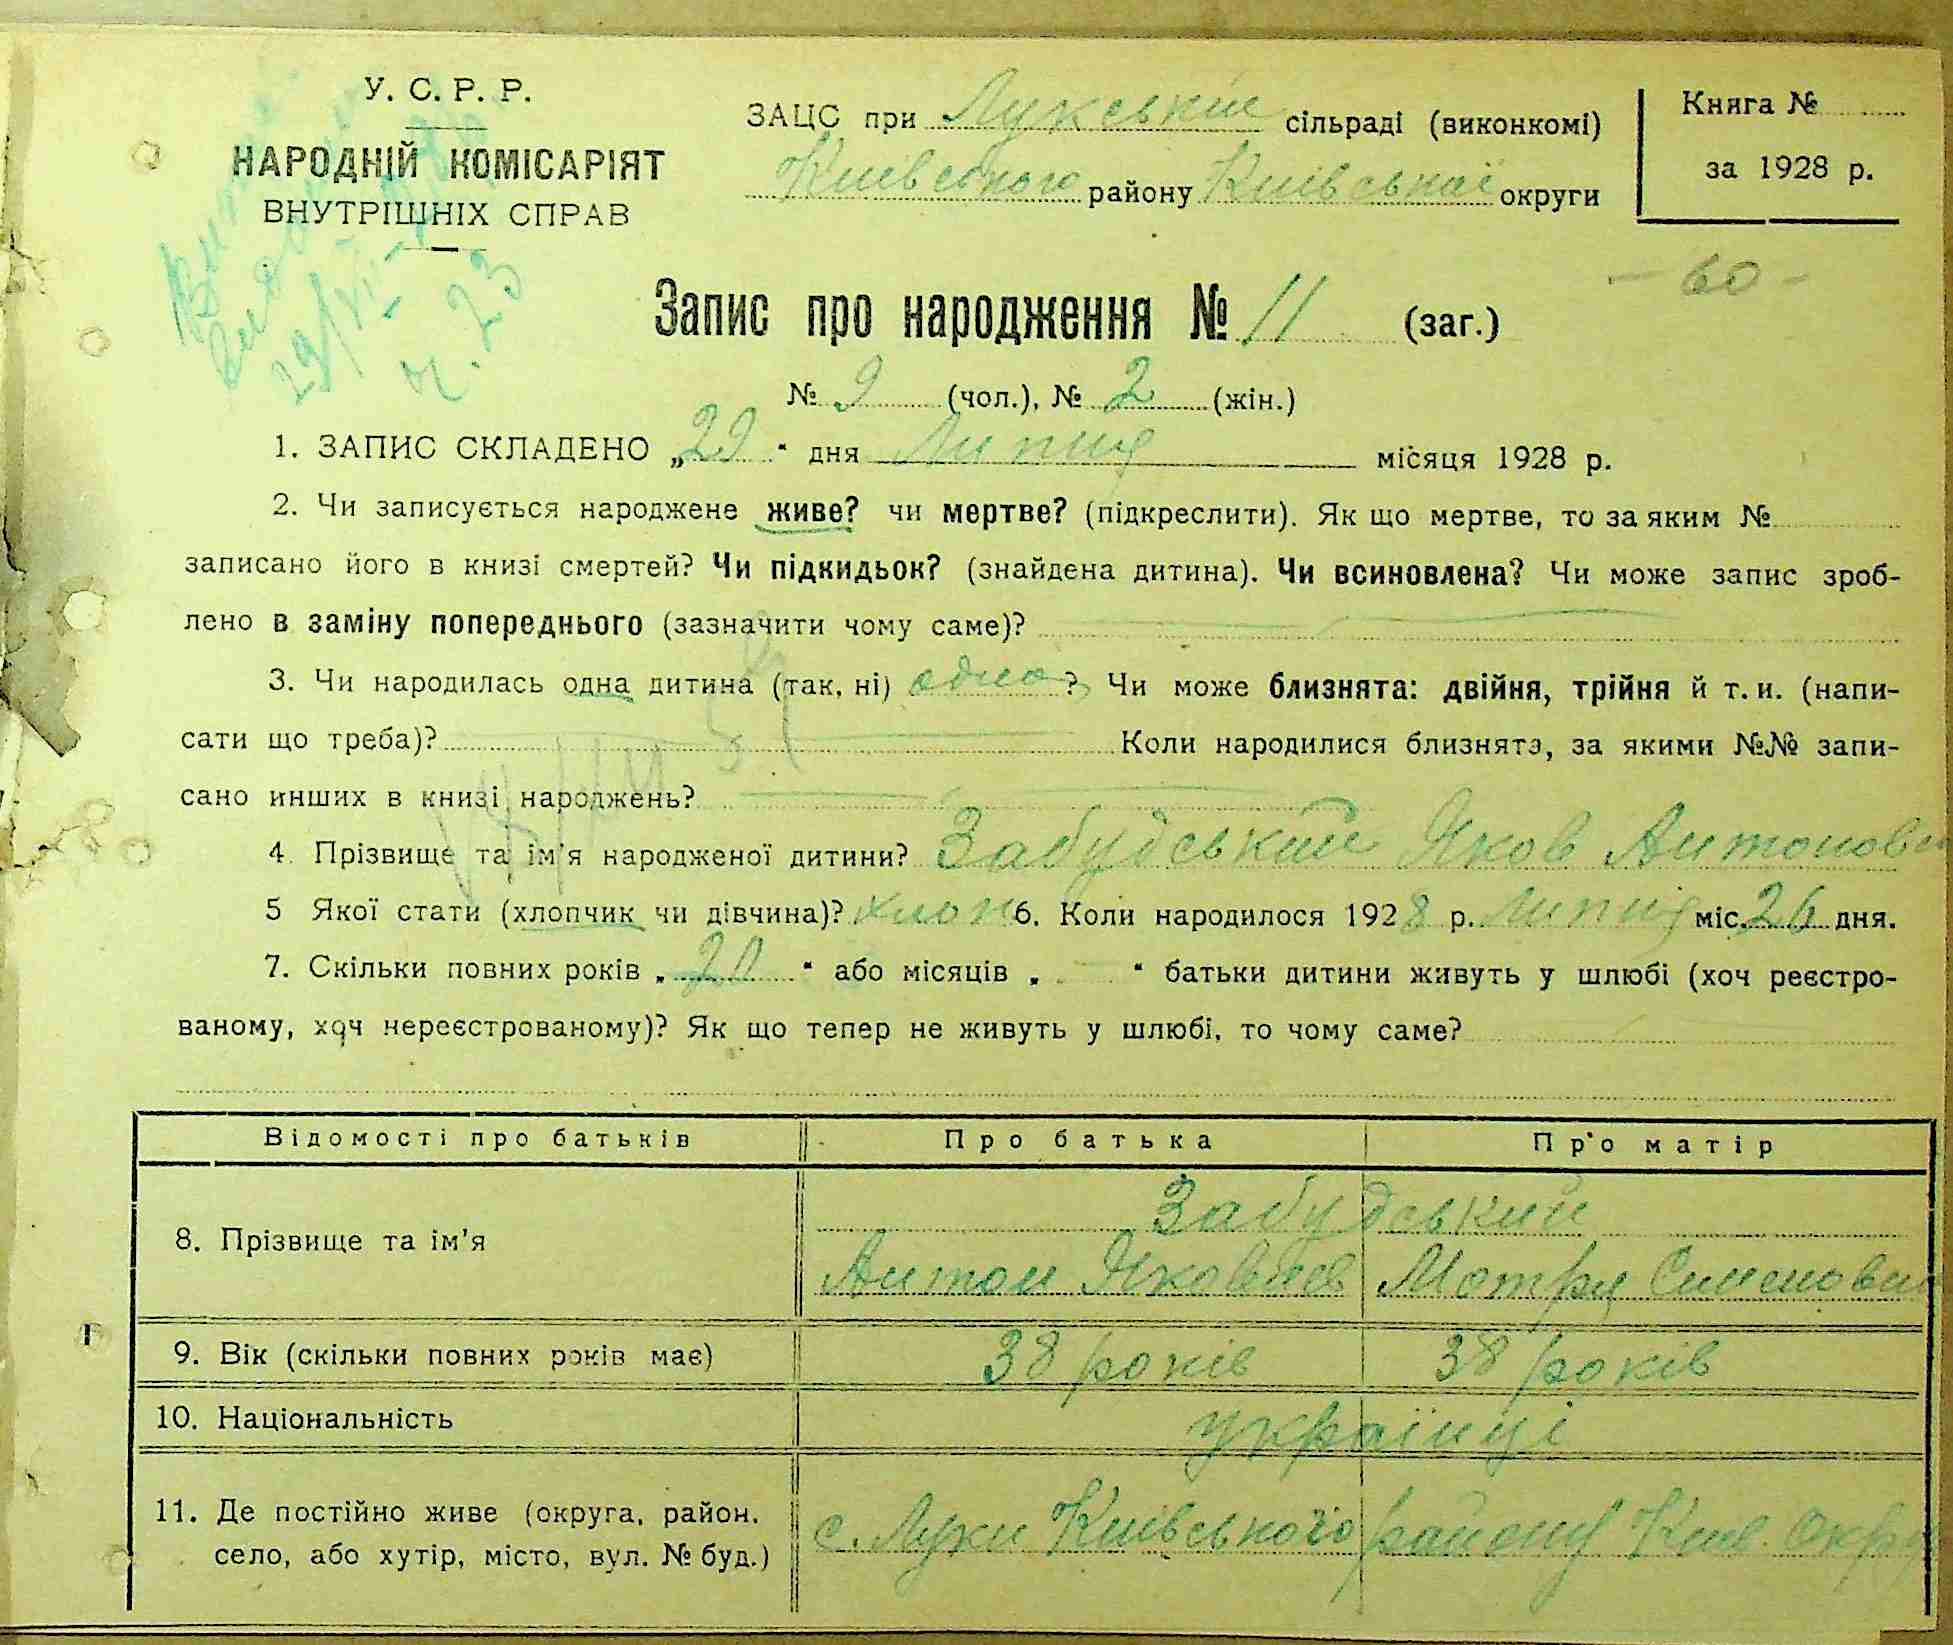 У. С. Р. Р.
НАРОДНІЙ КОМІСАРІЯТ
ВНУТРІШНІХ СПРАВ
ЗАЦС при Лукській сільраді (виконкомі)
Київського району Київської округи
Книга №
за 1928 р.
29/VII
ч. 23
- 60 -
Запис про народження № 11 (заг.)
№ 9 (чол.), № 2 (жін.)
1. ЗАПИС СКЛАДЕНО „29“ дня Липня місяця 1928 р.
2. Чи записується народжене живе? чи мертве? (підкреслити). Як що мертве, то за яким №
записано його в книзі смертей? Чи підкидьок? (знайдена дитина). Чи всиновлена? Чи може запис зроб-
лено в заміну попереднього (зазначити чому саме)?
3. Чи народилась одна дитина (так, ні) одна? Чи може близнята: двійня, трійня й т. и. (напи-
сати що треба)? Коли народилися близнята, за якими №№ запи-
сано инших в книзі народжень?
4. Прізвище та ім'я народженої дитини? Забудський Яков Антонов
5 Якої стати (хлопчик чи дівчина)? хлоп 6. Коли народилося 1928 р. Липня міс. 26 дня.
7. Скільки повних років „20“ або місяців „ — “ батьки дитини живуть у шлюбі (хоч реєстро-
ваному, хоч нереєстрованому)? Як що тепер не живуть у шлюбі, то чому саме?
Відомості про батьків Про батька Про матір
8. Прізвище та ім'я Забудський
Антон Яковлев Мотря Сименовна
9. Вік (скільки повних років має) 38 років 38 років
10. Національність українці
11. Де постійно живе (округа, район, село, або хутір, місто, вул. № буд.) с. Луки Київського району Київ. Окру